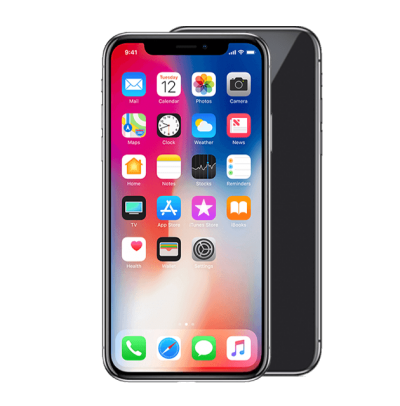 9:41
Tuesday
12
Mail
Calendar
Photos
Camera
Maps
Clock
Weather
News
Home
Notes
Stocks
Reminders
TV
App Store
iTunes Store
iBooks
Health
Wallet
Settings